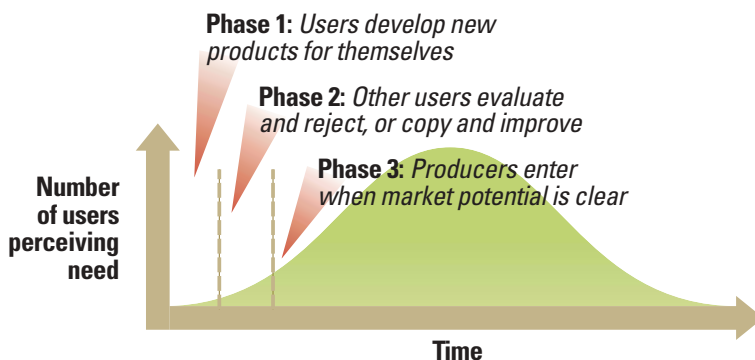 Phase 1: Users develop new
products for themselves
Phase 2: Other users evaluate
and reject, or copy and improve
Phase 3: Producers enter
when market potential is clear
Number
of users
perceiving
need
Time